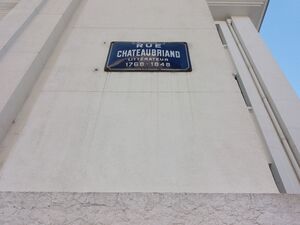 RUE
CHATEAUBRIAND
LITTÉRATEUR
1768-1848